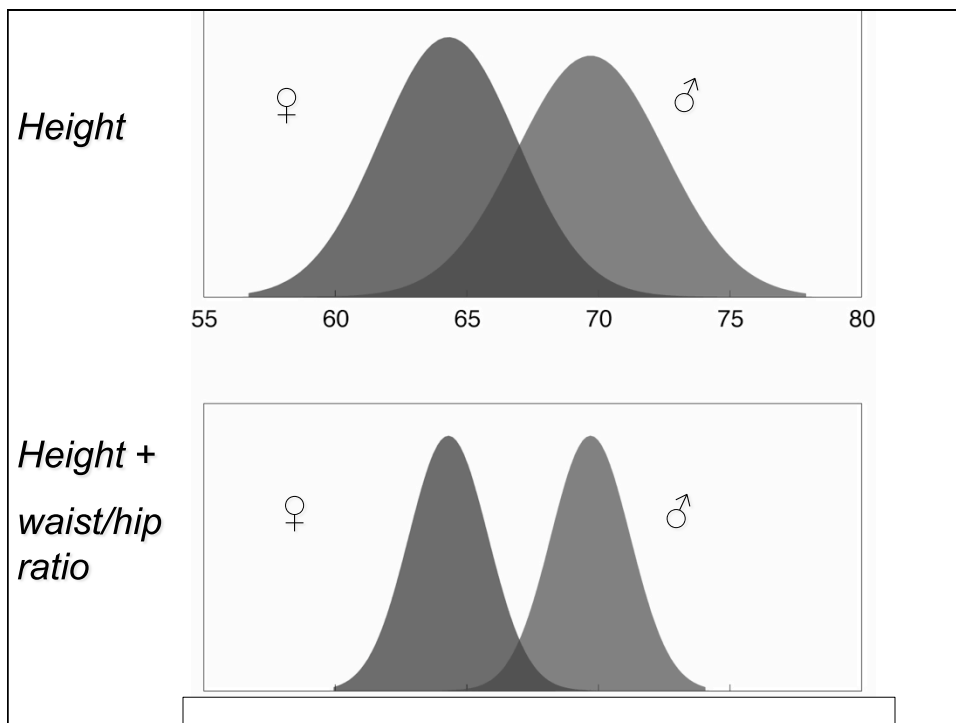 Height
♀
♂
55 60 65 70 75 80
Height +
waist/hip
ratio
♀
♂